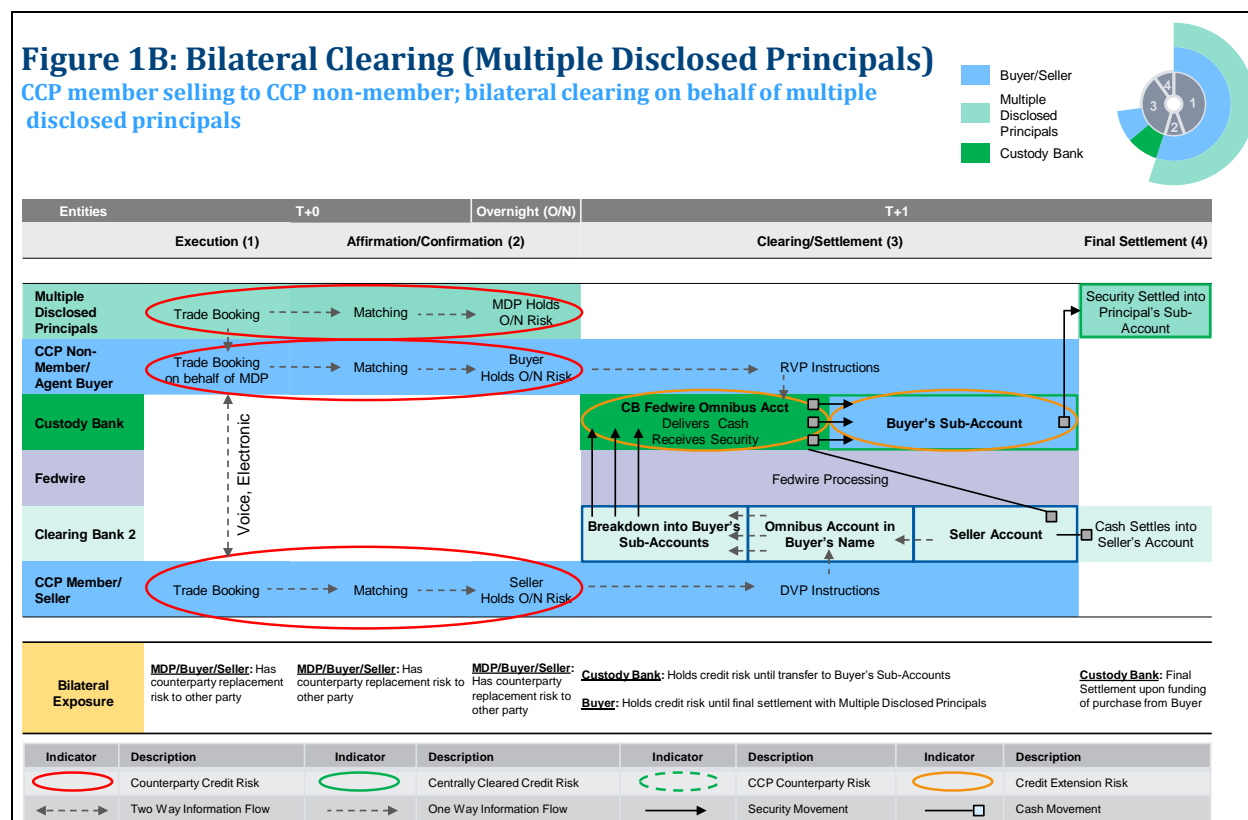 Figure 1B: Bilateral Clearing (Multiple Disclosed Principals)
CCP member selling to CCP non-member; bilateral clearing on behalf of multiple
disclosed principals
Buyer/Seller
Multiple
Disclosed
Principals
Custody Bank
4
3
1
2
Entities
T+0
Overnight (O/N)
T+1
Execution (1)
Affirmation/Confirmation (2)
Clearing/Settlement (3)
Final Settlement (4)
Multiple
Disclosed
Principals
Trade Booking
Matching
MDP Holds
O/N Risk
Security Settled into
Principal's Sub-
Account
CCP Non-
Member/
Agent Buyer
Trade Booking
on behalf of MDP
Matching
Buyer
Holds O/N Risk
RVP Instructions
Custody Bank
CB Fedwire Omnibus Acct
Delivers Cash
Receives Security
Buyer's Sub-Account
Voice, Electronic
Fedwire
Fedwire Processing
Clearing Bank 2
Breakdown into Buyer's
Sub-Accounts
Omnibus Account in
Buyer's Name
Seller Account
Cash Settles into
Seller's Account
CCP Member/
Seller
Trade Booking
Matching
Seller
Holds O/N Risk
DVP Instructions
Bilateral
Exposure
MDP/Buyer/Seller: Has
counterparty replacement
risk to other party
MDP/Buyer/Seller: Has
counterparty replacement risk to
other party
MDP/Buyer/Seller:
Has counterparty
replacement risk to
other party
Custody Bank: Holds credit risk until transfer to Buyer's Sub-Accounts
Buyer: Holds credit risk until final settlement with Multiple Disclosed Principals
Custody Bank: Final
Settlement upon funding
of purchase from Buyer
Indicator
Description
Indicator
Description
Indicator
Description
Indicator
Description
Counterparty Credit Risk
Centrally Cleared Credit Risk
CCP Counterparty Risk
Credit Extension Risk
Two Way Information Flow
One Way Information Flow
Security Movement
Cash Movement